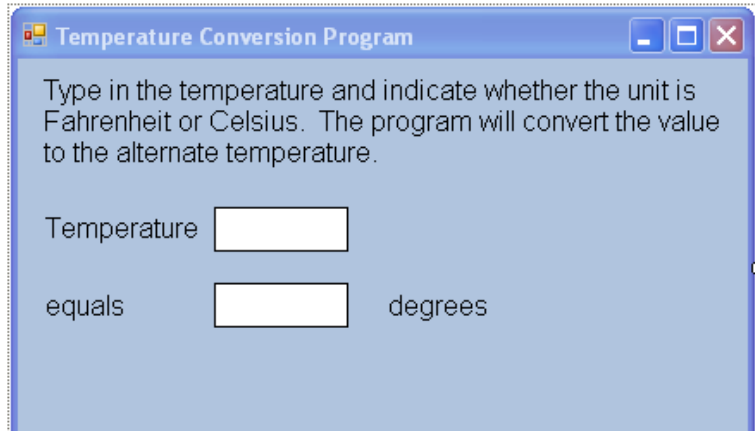 Temperature Conversion Program
Type in the temperature and indicate whether the unit is
Fahrenheit or Celsius.  The program will convert the value
to the alternate temperature.
Temperature
equals degrees